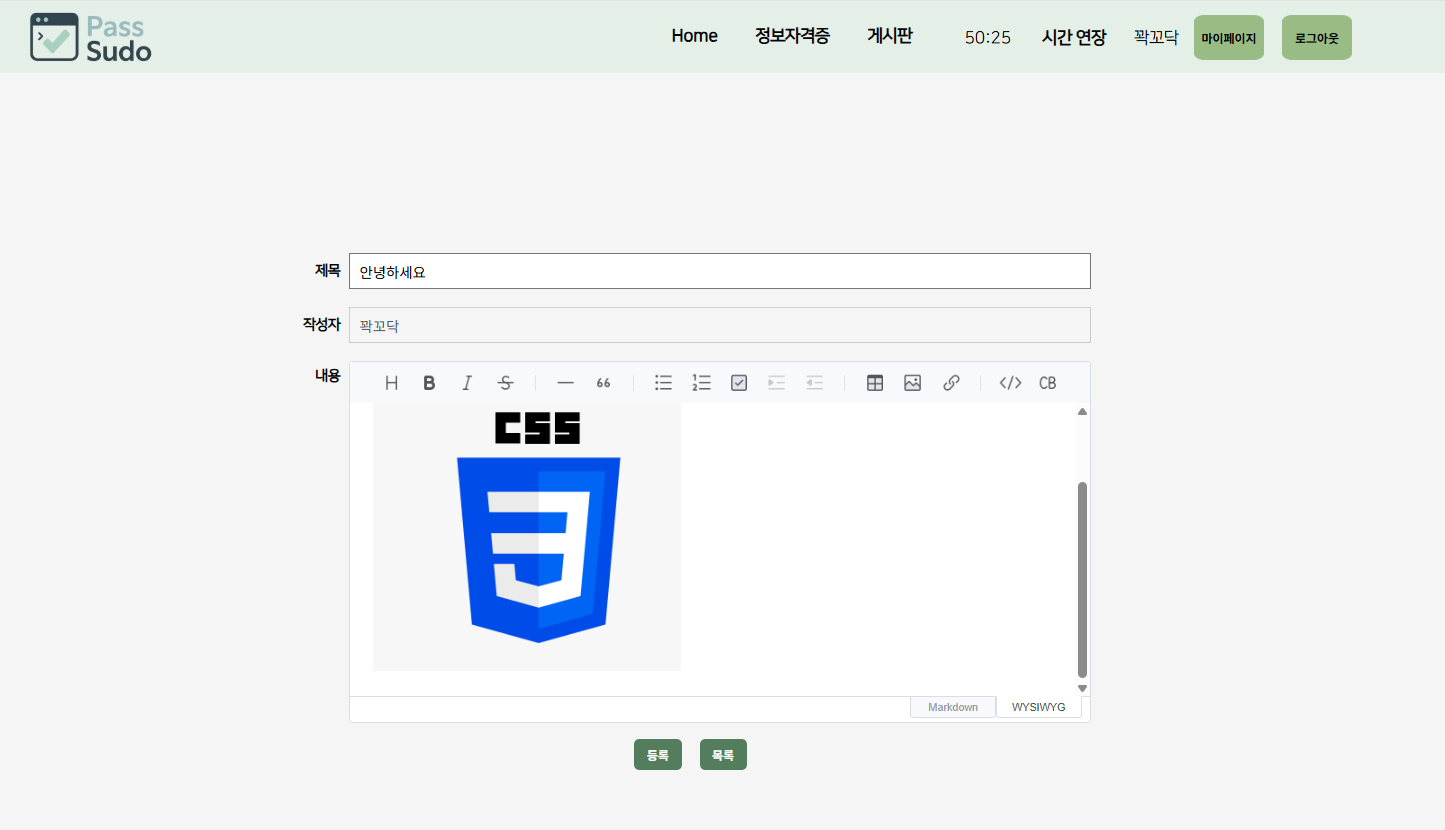 Pass
Sudo
Home 정보자격증 게시판 50:25 시간 연장 꽉꼬닥 마이페이지 로그아웃
제목 안녕하세요
작성자 꽉꼬닥
내용 H B I S 66 CB
CSS
Markdown WYSIWYG
등록 목록